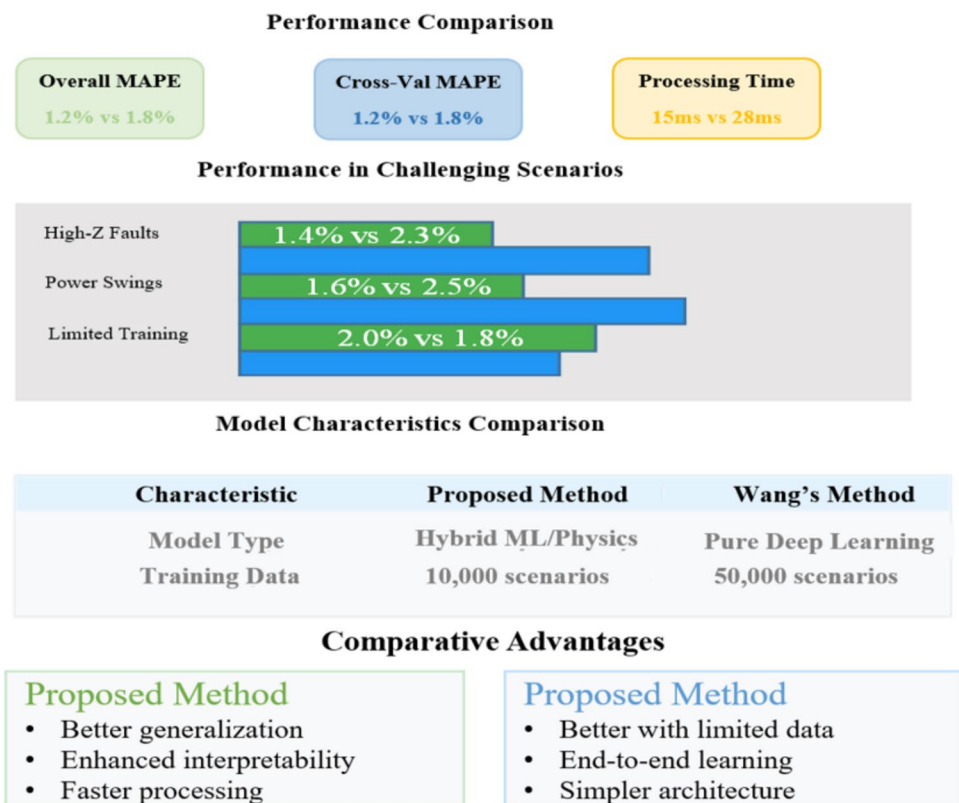 Performance Comparison
Overall MAPE
1.2% vs 1.8%
Cross-Val MAPE
1.2% vs 1.8%
Processing Time
15ms vs 28ms
Performance in Challenging Scenarios
High-Z Faults
1.4% vs 2.3%
Power Swings
1.6% vs 2.5%
Limited Training
2.0% vs 1.8%
Model Characteristics Comparison
Characteristic Proposed Method Wang's Method
Model Type Hybrid ML/Physics Pure Deep Learning
Training Data 10,000 scenarios 50,000 scenarios
Comparative Advantages
Proposed Method
• Better generalization
• Enhanced interpretability
• Faster processing
Proposed Method
• Better with limited data
• End-to-end learning
• Simpler architecture